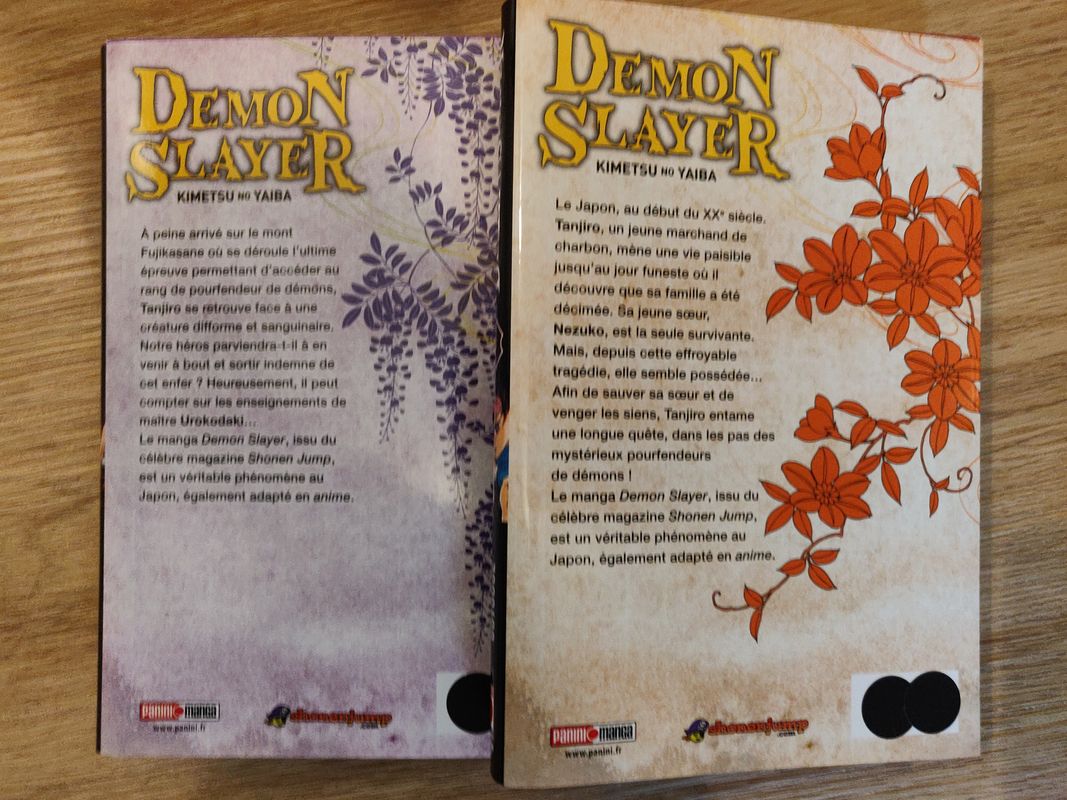 DEMON
SLAYER
KIMETSU NO YAIBA
À peine arrivé sur le mont
Fujikasane où se déroule l'ultime
épreuve permettant d'accéder au
rang de pourfendeur de démons,
Tanjiro se retrouve face à une
créature difforme et sanguinaire.
Notre héros parviendra-t-il à en
venir à bout et sortir indemne de
cet enfer ? Heureusement, il peut
compter sur les enseignements de
maître Urokodaki...
Le manga Demon Slayer, issu du
célèbre magazine Shonen Jump,
est un véritable phénomène au
Japon, également adapté en anime.
PANINI manga
www.panini.fr
shonenjump
.com
DEMON
SLAYER
KIMETSU NO YAIBA
Le Japon, au début du XXe siècle.
Tanjiro, un jeune marchand de
charbon, mène une vie paisible
jusqu'au jour funeste où il
découvre que sa famille a été
décimée. Sa jeune sœur,
Nezuko, est la seule survivante.
Mais, depuis cette effroyable
tragédie, elle semble possédée...
Afin de sauver sa sœur et de
venger les siens, Tanjiro entame
une longue quête, dans les pas des
mystérieux pourfendeurs
de démons !
Le manga Demon Slayer, issu du
célèbre magazine Shonen Jump,
est un véritable phénomène au
Japon, également adapté en anime.
PANINI manga
www.panini.fr
shonenjump
.com